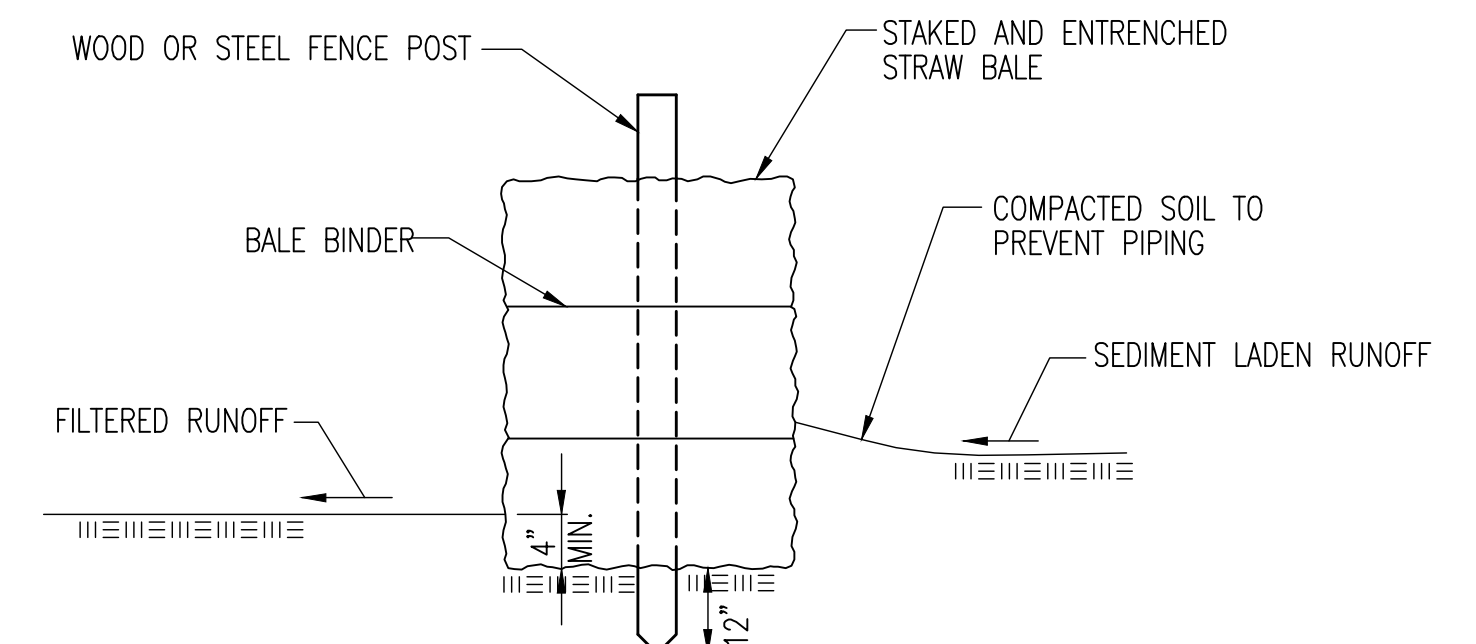 WOOD OR STEEL FENCE POST
STAKED AND ENTRENCHED
STRAW BALE
BALE BINDER
COMPACTED SOIL TO
PREVENT PIPING
SEDIMENT LADEN RUNOFF
FILTERED RUNOFF
4"
MIN.
12"